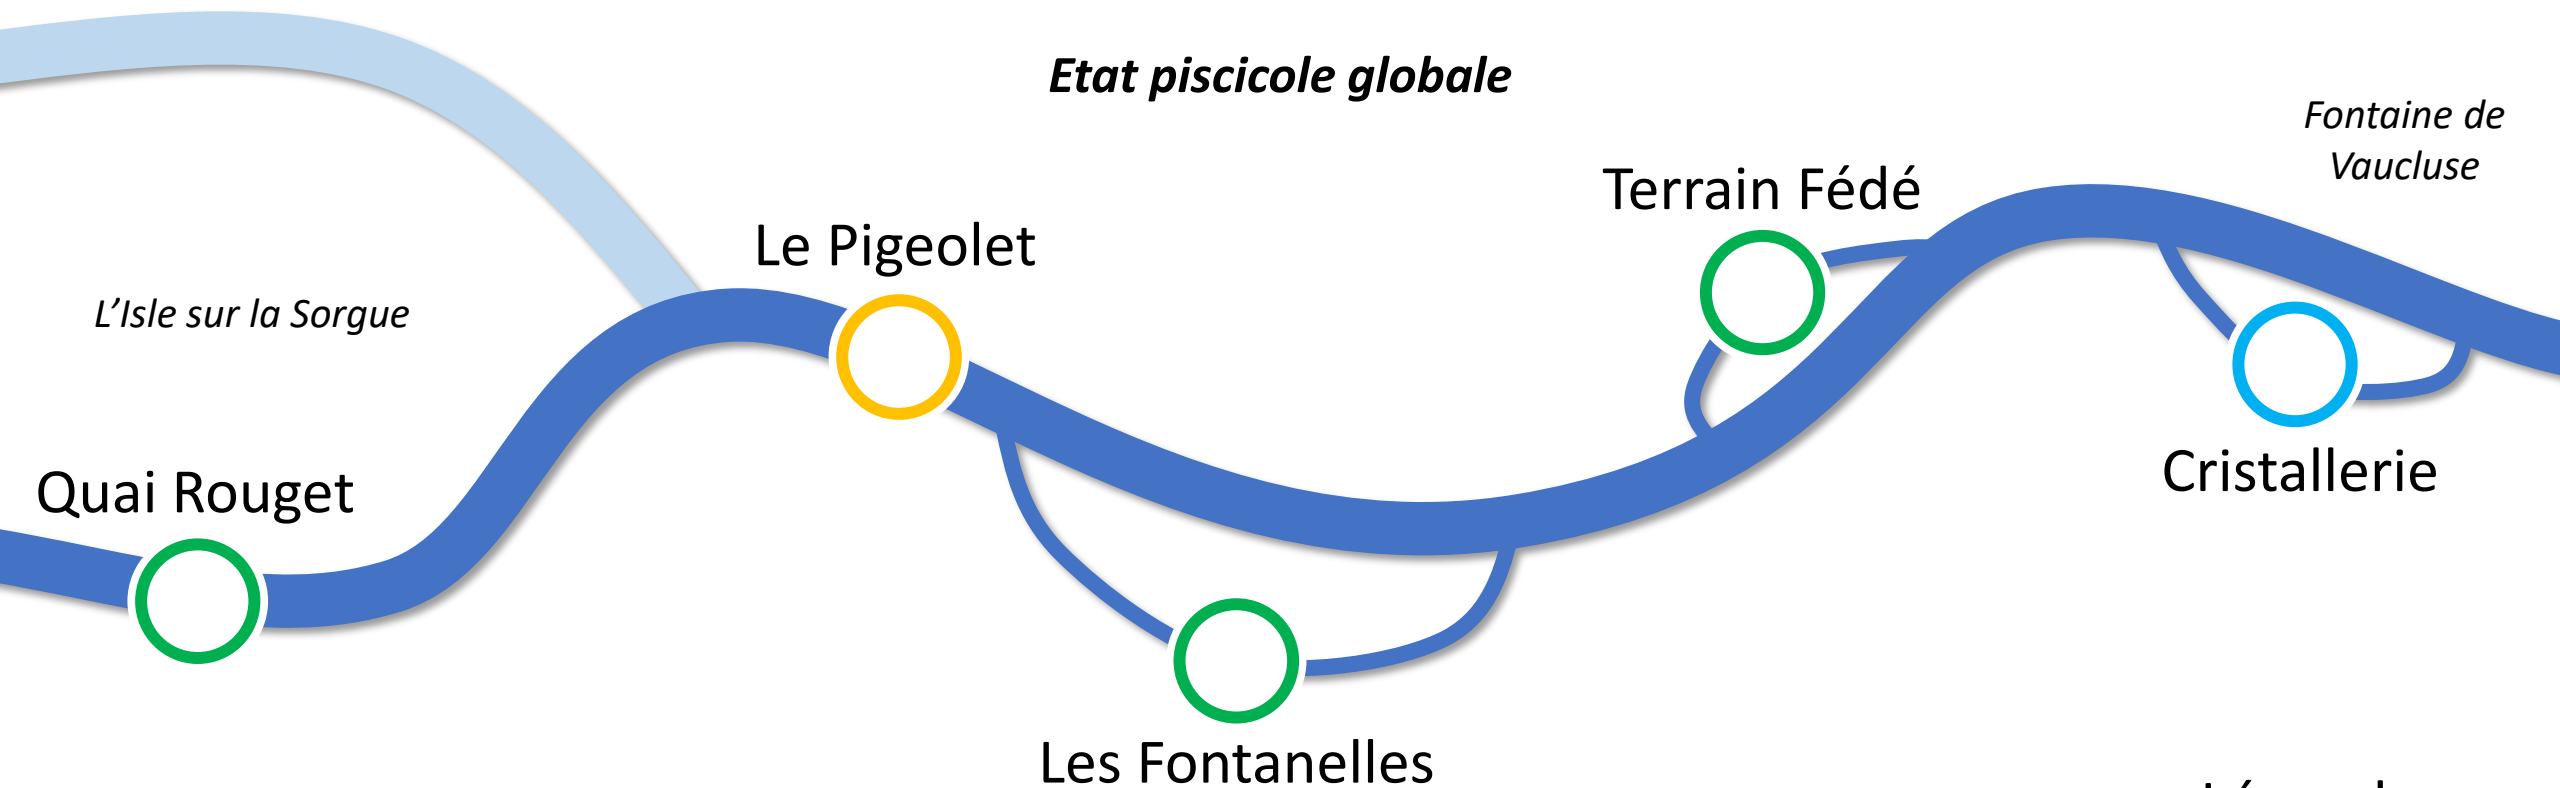 Etat piscicole globale
Fontaine de
Vaucluse
Terrain Fédé
Le Pigeolet
L’Isle sur la Sorgue
Cristallerie
Quai Rouget
Les Fontanelles